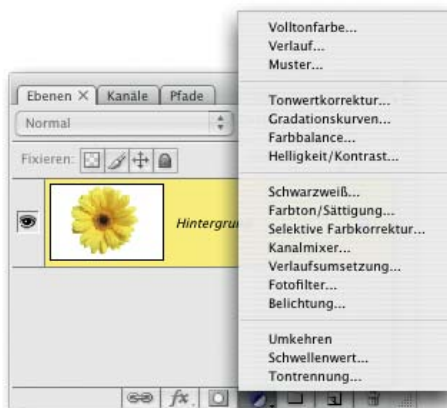 Ebenen × Kanäle Pfade
Normal
Fixieren:
Volltonfarbe...
Verlauf...
Muster...
Tonwertkorrektur...
Gradationskurven...
Farbbalance...
Helligkeit/Kontrast...
Schwarzweiß...
Farbton/Sättigung...
Selektive Farbkorrektur...
Kanalmixer...
Verlaufsumsetzung...
Fotofilter...
Belichtung...
Umkehren
Schwellenwert...
Tontrennung...
fx.